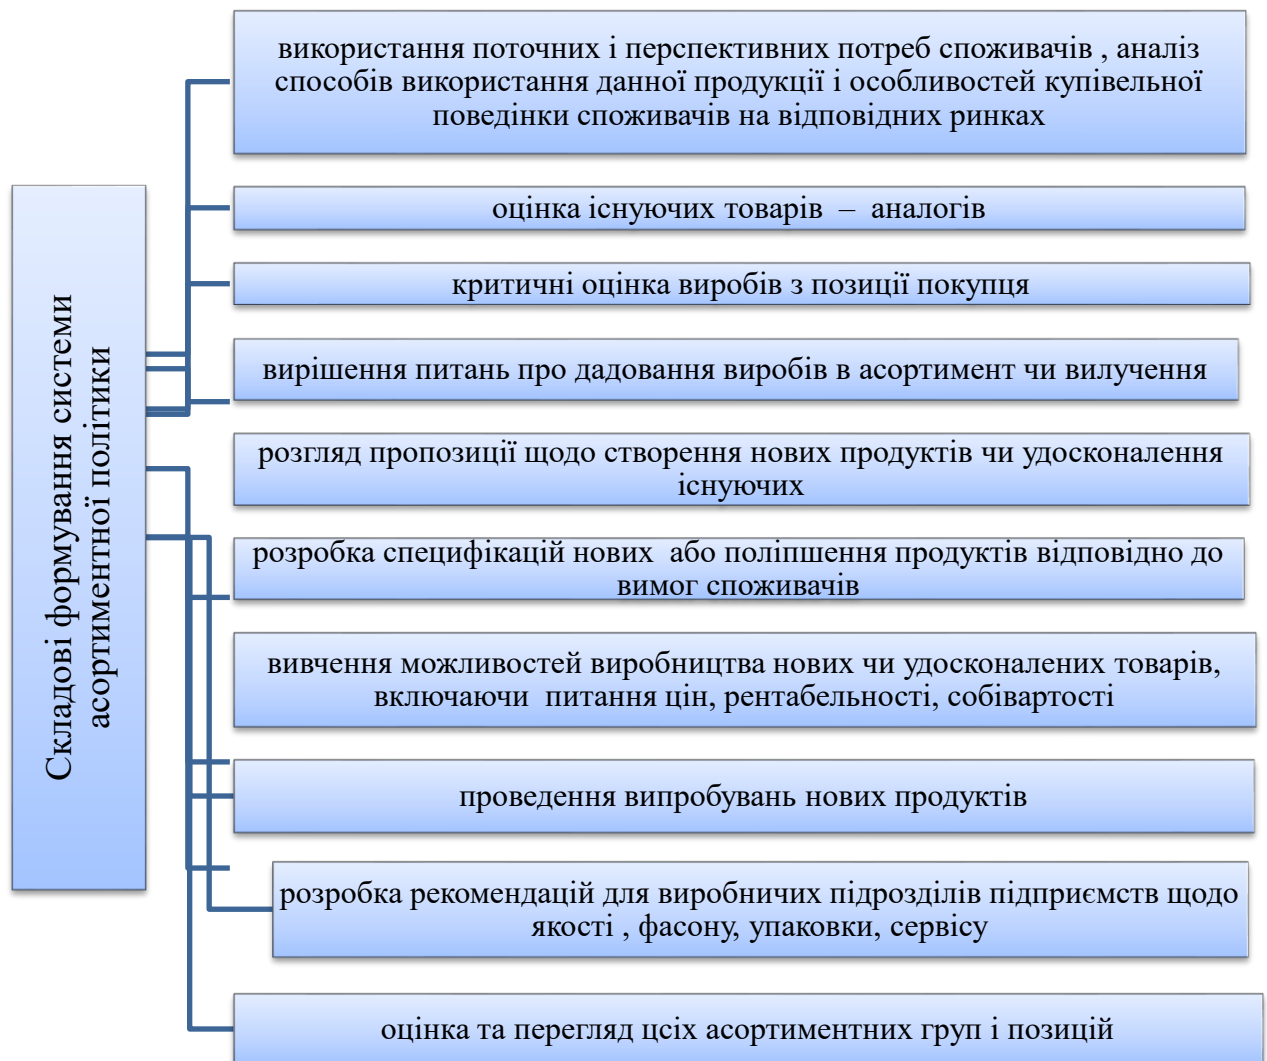 Складові формування системи
асортиментної політики
використання поточних і перспективних потреб споживачів , аналіз
способів використання данної продукції і особливостей купівельної
поведінки споживачів на відповідних ринках
оцінка існуючих товарів – аналогів
критичні оцінка виробів з позиції покупця
вирішення питань про дадовання виробів в асортимент чи вилучення
розгляд пропозиції щодо створення нових продуктів чи удосконалення
існуючих
розробка специфікацій нових або поліпшення продуктів відповідно до
вимог споживачів
вивчення можливостей виробництва нових чи удосконалених товарів,
включаючи питання цін, рентабельності, собівартості
проведення випробувань нових продуктів
розробка рекомендацій для виробничих підрозділів підприємств щодо
якості , фасону, упаковки, сервісу
оцінка та перегляд цсіх асортиментних груп і позицій